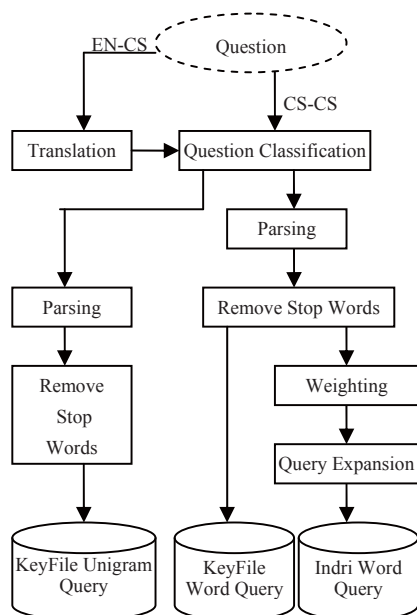 Question
EN-CS
CS-CS
Translation
Question Classification
Parsing
Parsing
Remove Stop Words
Remove
Stop
Words
Weighting
Query Expansion
KeyFile Unigram
Query
KeyFile
Word Query
Indri Word
Query